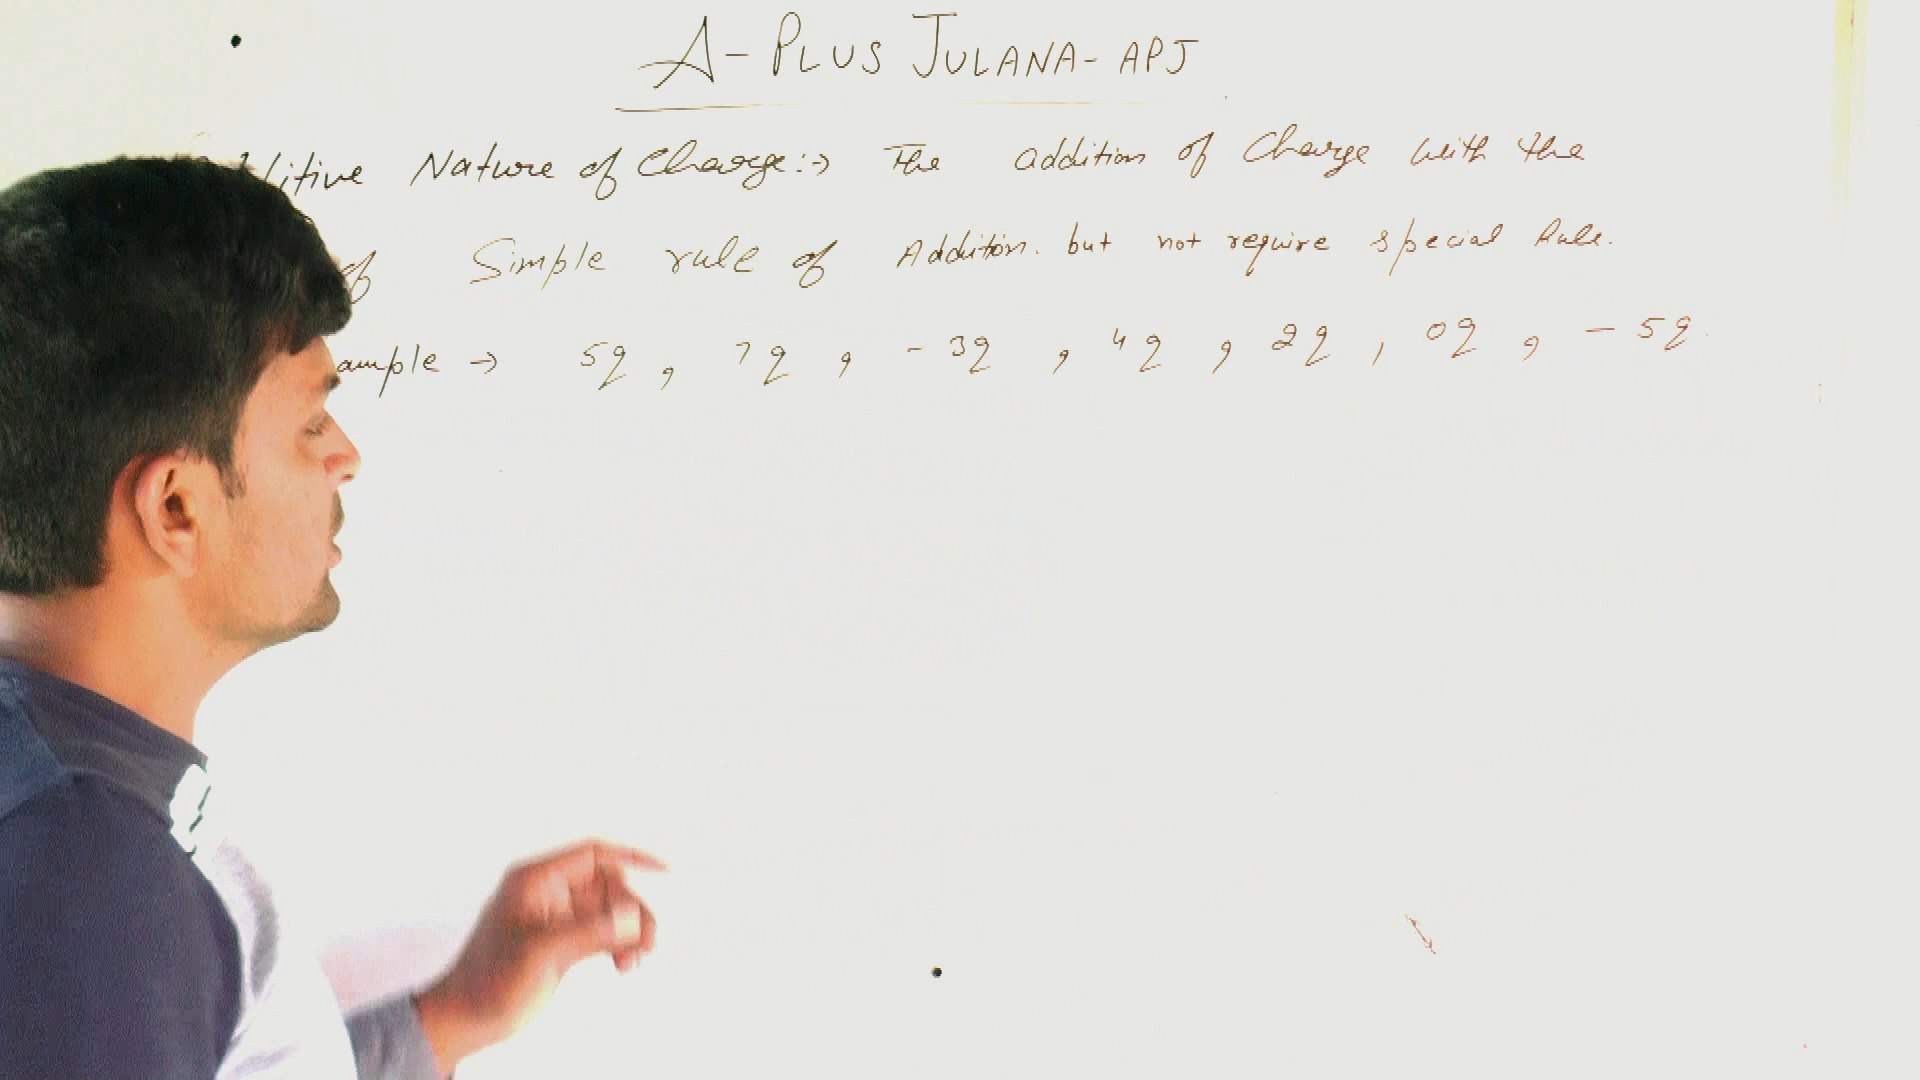 A-PLUS JULANA-APJ
ditive Nature of Charge:→ The addition of Charge with the
of Simple rule of Addition. but not require special Rule.
ample → 5q, 7q, -3q, 4q, 2q, 0q, -5q